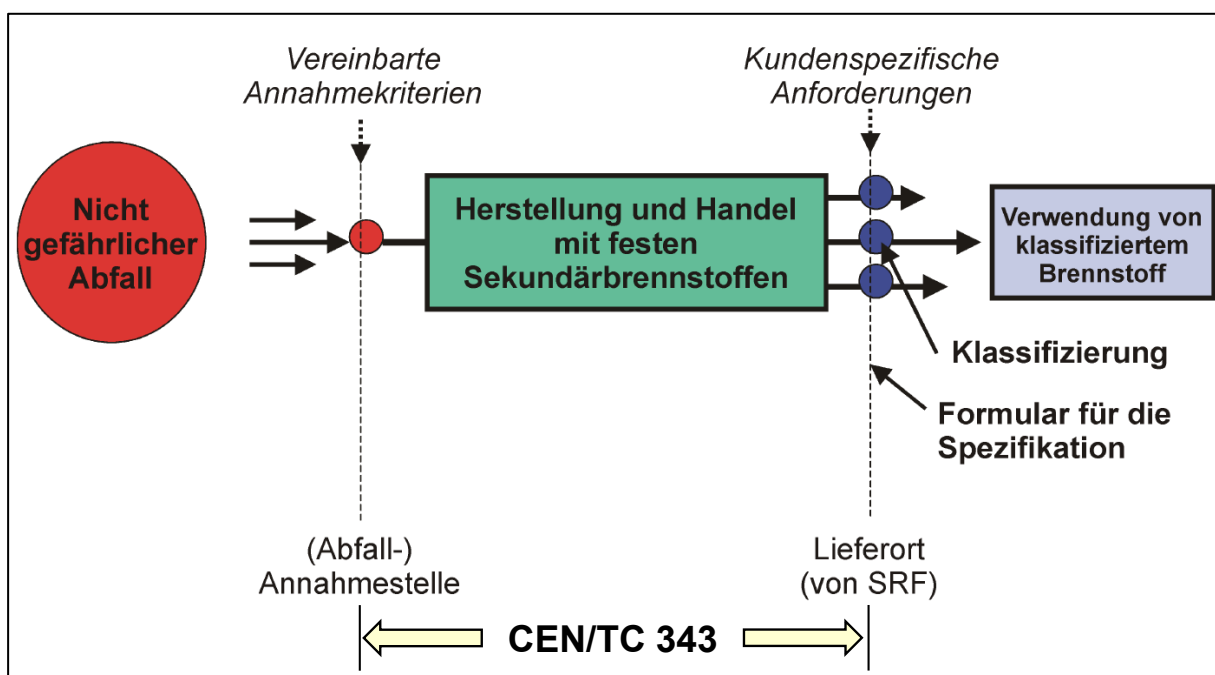 Vereinbarte
Annahmekriterien
Kundenspezifische
Anforderungen
Nicht
gefährlicher
Abfall
Herstellung und Handel
mit festen
Sekundärbrennstoffen
Verwendung von
klassifiziertem
Brennstoff
Klassifizierung
Formular für die
Spezifikation
(Abfall-)
Annahmestelle
Lieferort
(von SRF)
CEN/TC 343